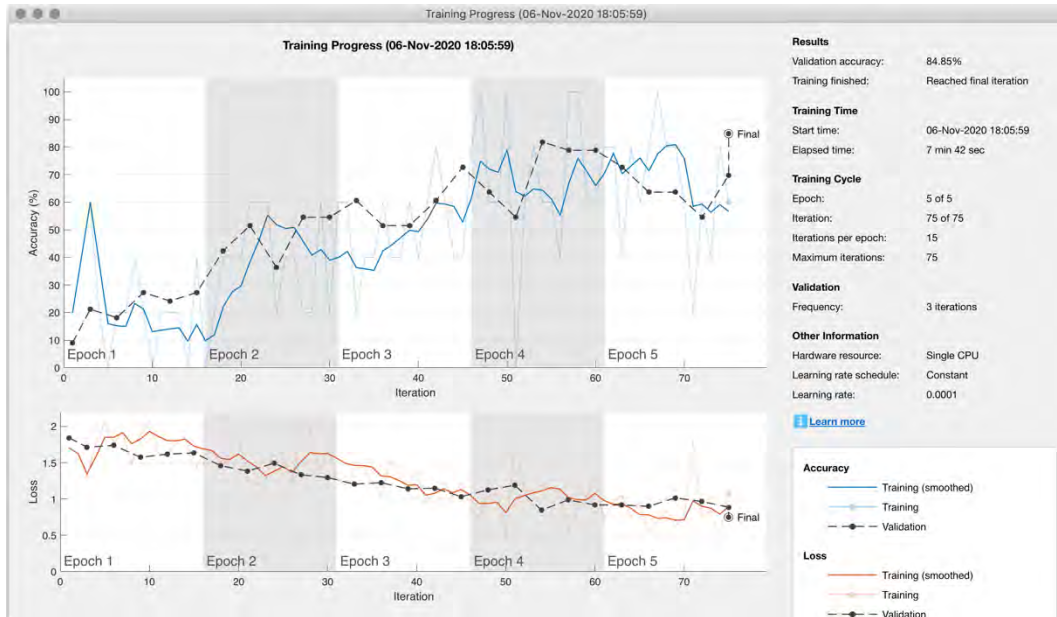 Training Progress (06-Nov-2020 18:05:59)
Training Progress (06-Nov-2020 18:05:59)
100
90
80
70
60
50
40
30
20
10
0
Accuracy (%)
Final
Epoch 1 Epoch 2 Epoch 3 Epoch 4 Epoch 5
0 10 20 30 40 50 60 70
Iteration
2
1.5
1
0.5
0
Loss
Final
Epoch 1 Epoch 2 Epoch 3 Epoch 4 Epoch 5
0 10 20 30 40 50 60 70
Iteration
Results
Validation accuracy: 84.85%
Training finished: Reached final iteration
Training Time
Start time: 06-Nov-2020 18:05:59
Elapsed time: 7 min 42 sec
Training Cycle
Epoch: 5 of 5
Iteration: 75 of 75
Iterations per epoch: 15
Maximum iterations: 75
Validation
Frequency: 3 iterations
Other Information
Hardware resource: Single CPU
Learning rate schedule: Constant
Learning rate: 0.0001
Learn more
Accuracy
Training (smoothed)
Training
Validation
Loss
Training (smoothed)
Training
Validation